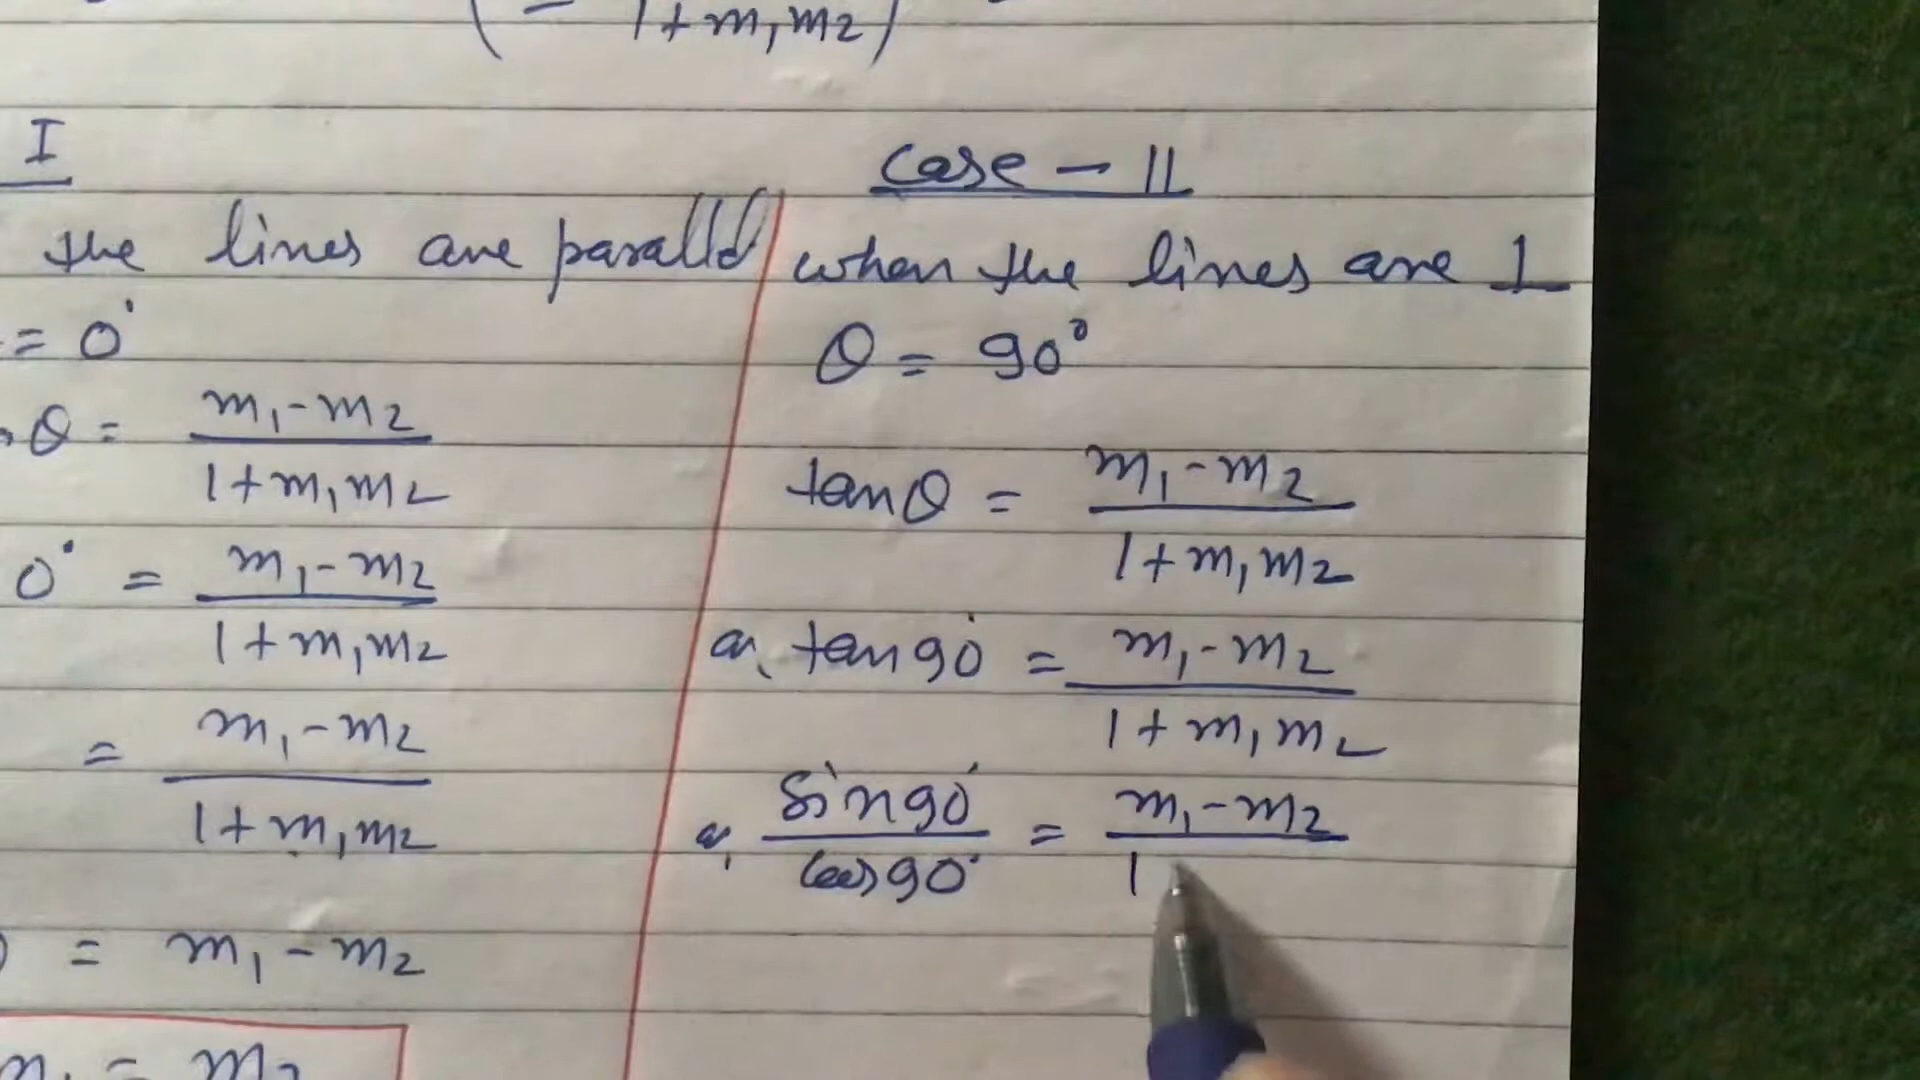 ( = 1+m₁m₂ )
I
the lines are parallel
= 0°
θ = m₁-m₂ / 1+m₁m₂
0° = m₁-m₂ / 1+m₁m₂
= m₁-m₂ / 1+m₁m₂
= m₁-m₂
m₁ = m₂
Case - II
when the lines are ⊥
θ = 90°
tanθ = m₁-m₂ / 1+m₁m₂
or, tan90° = m₁-m₂ / 1+m₁m₂
or, Sin90° / Cos90° = m₁-m₂ / 1